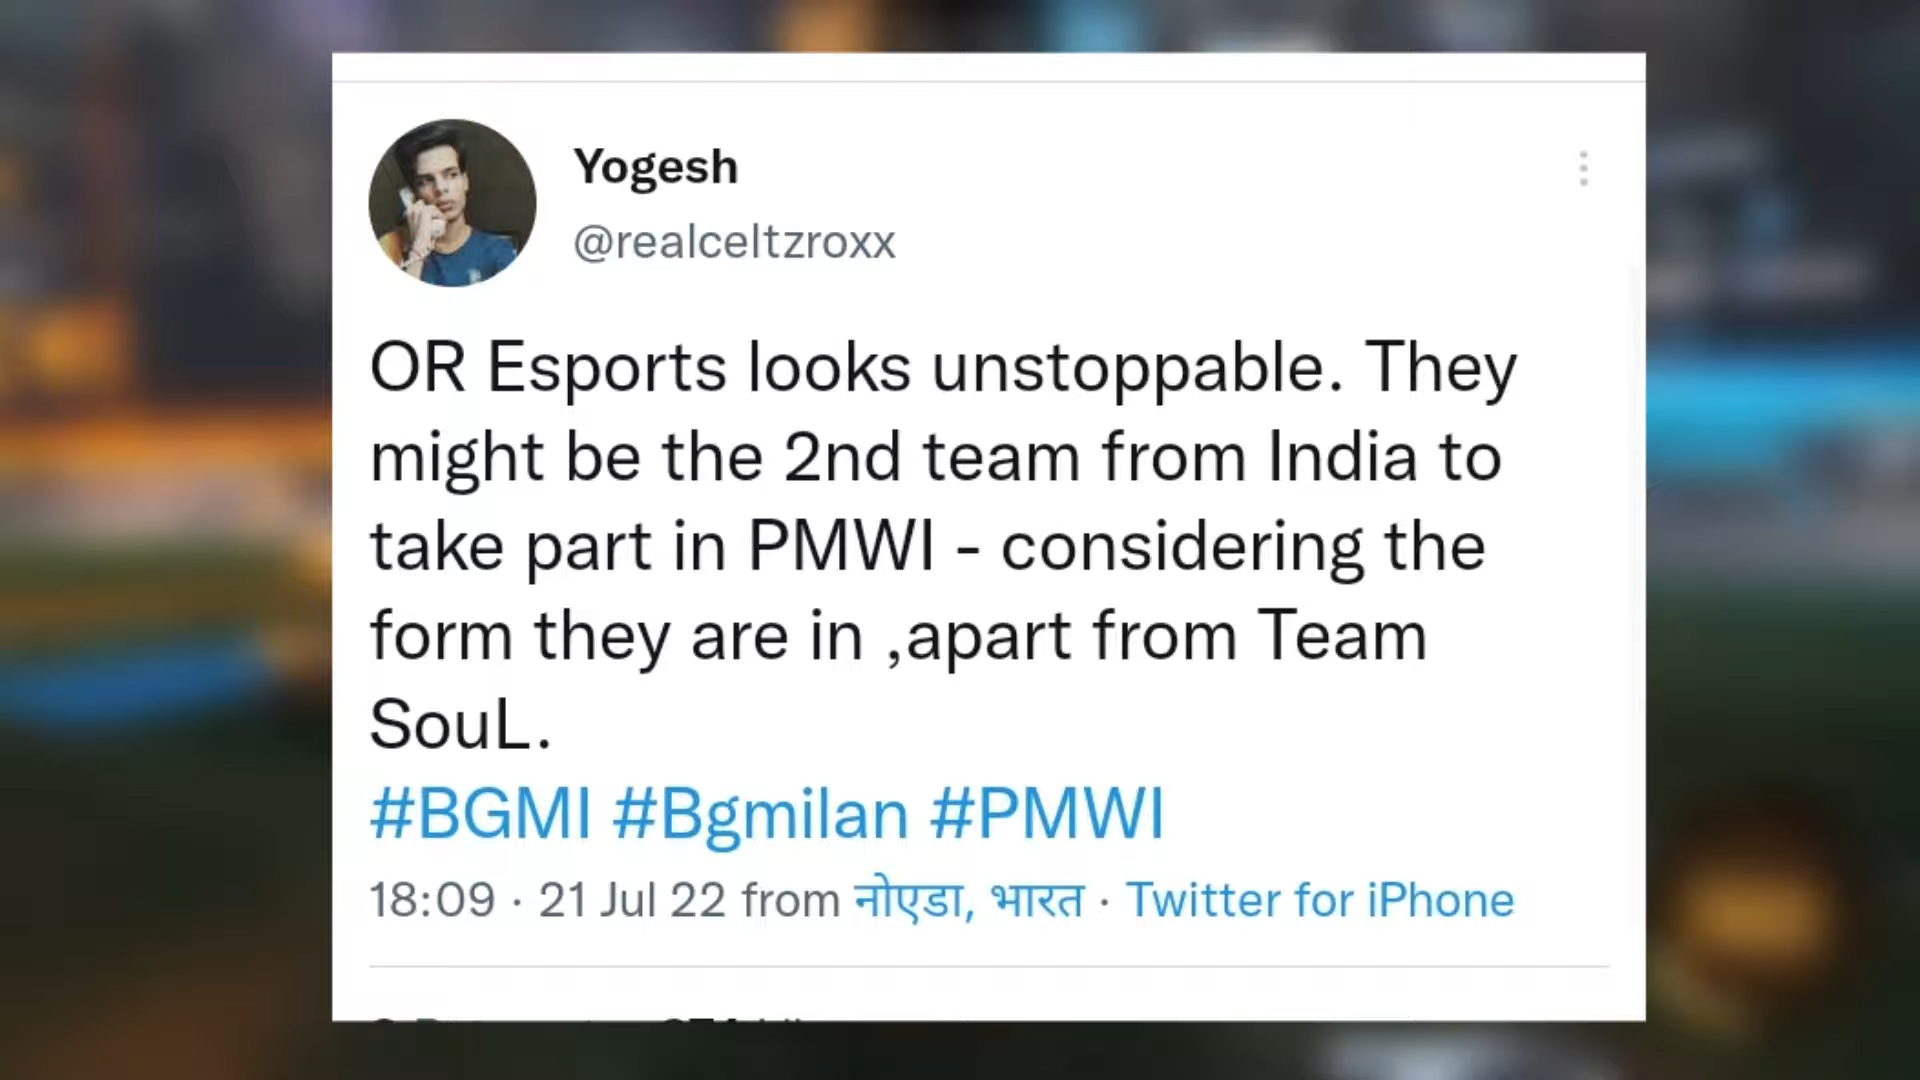 Yogesh
@realceltzroxx
OR Esports looks unstoppable. They
might be the 2nd team from India to
take part in PMWI - considering the
form they are in ,apart from Team
SouL.
#BGMI #Bgmilan #PMWI
18:09 · 21 Jul 22 from नोएडा, भारत · Twitter for iPhone